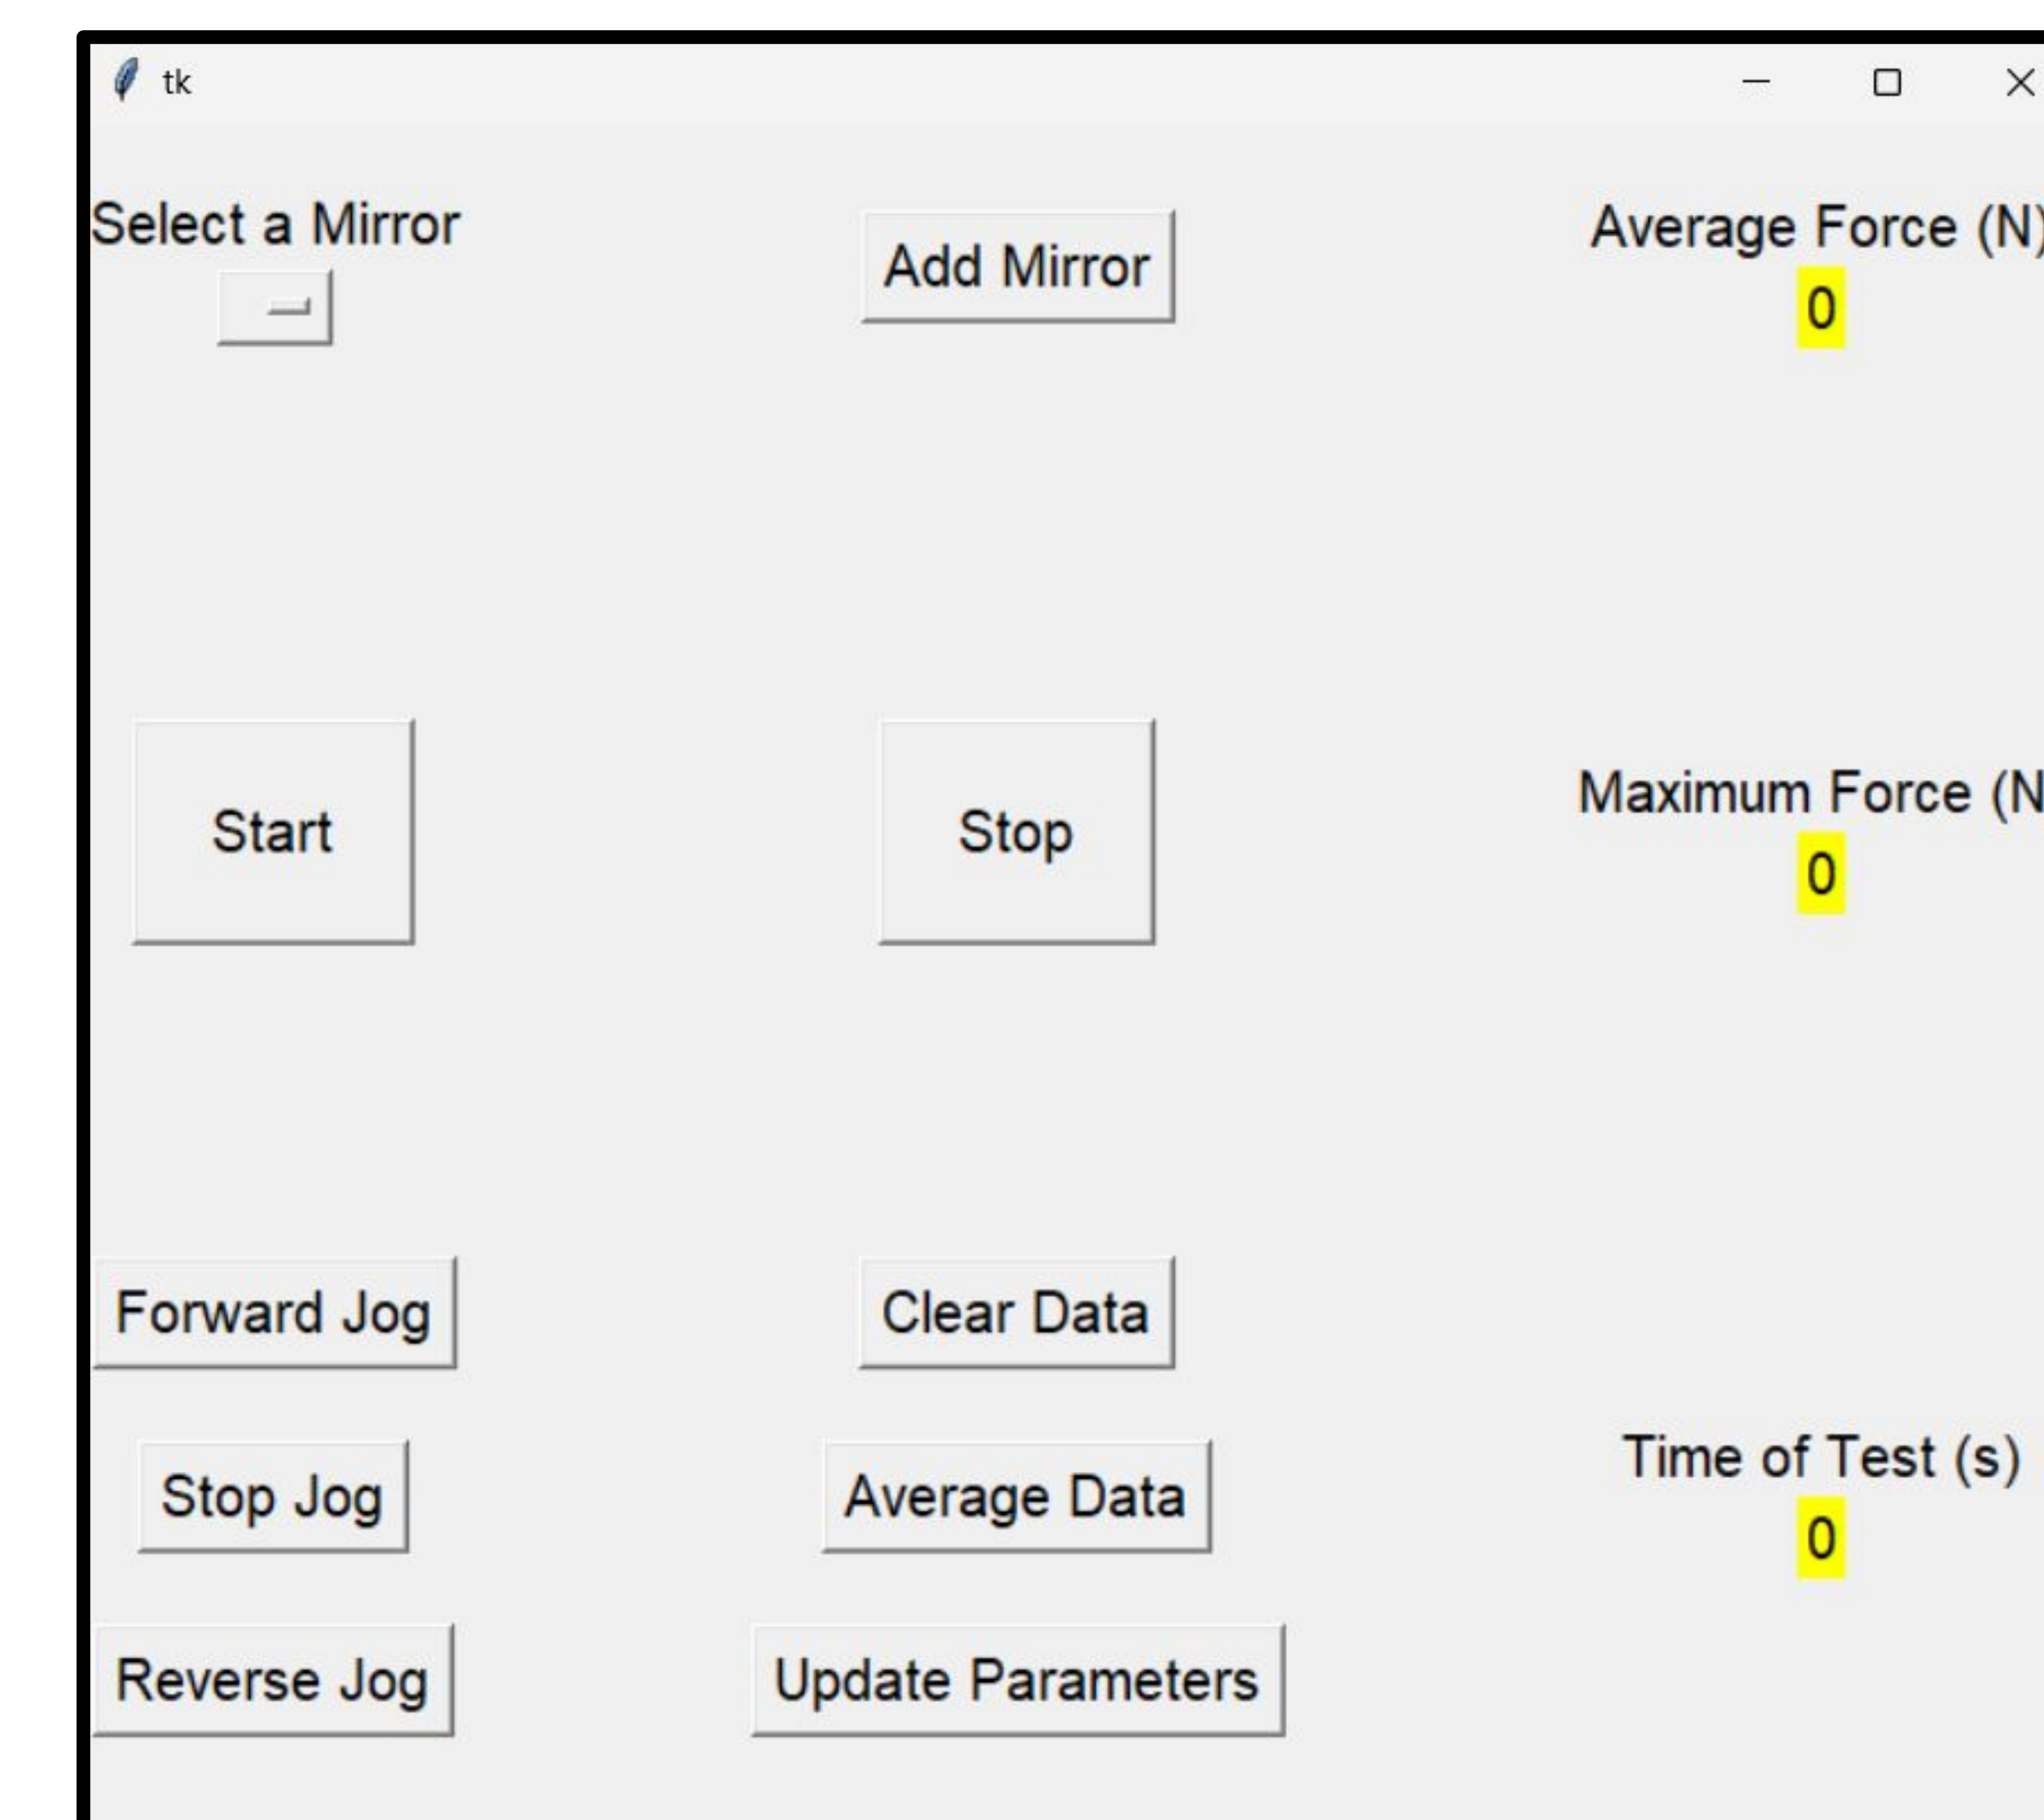 tk
Select a Mirror
Add Mirror
Average Force (N)
0
Start
Stop
Maximum Force (N
0
Forward Jog
Clear Data
Stop Jog
Average Data
Time of Test (s)
0
Reverse Jog
Update Parameters